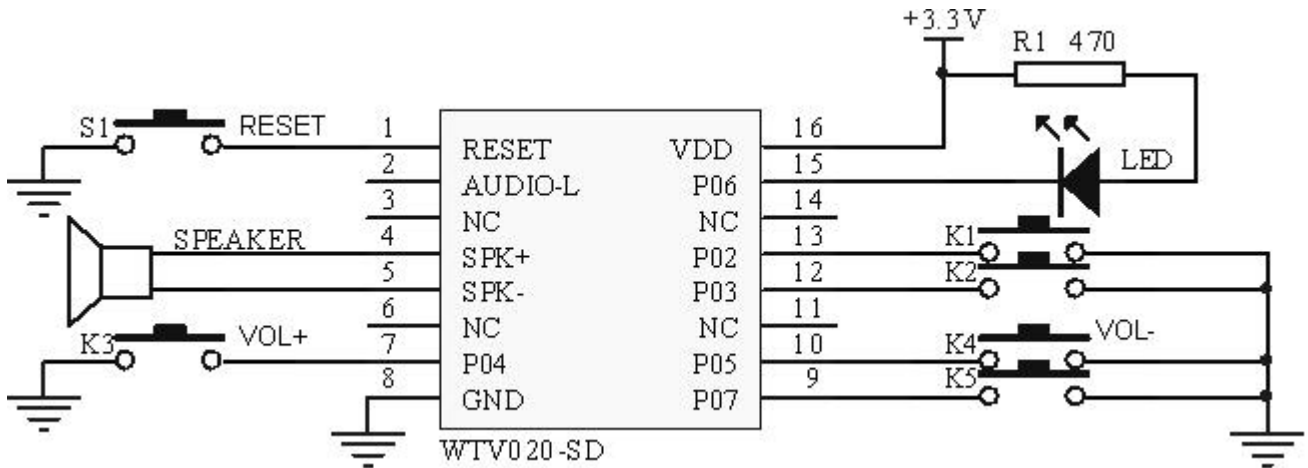 +3.3V
R1 470
S1 RESET
1 16
RESET VDD
2 15
AUDIO-L P06
LED
3 14
NC NC
SPEAKER
4 13
SPK+ P02
K1
5 12
SPK- P03
K2
6 11
NC NC
K3 VOL+
7 10
P04 P05
K4 VOL-
8 9
GND P07
K5
WTV020-SD